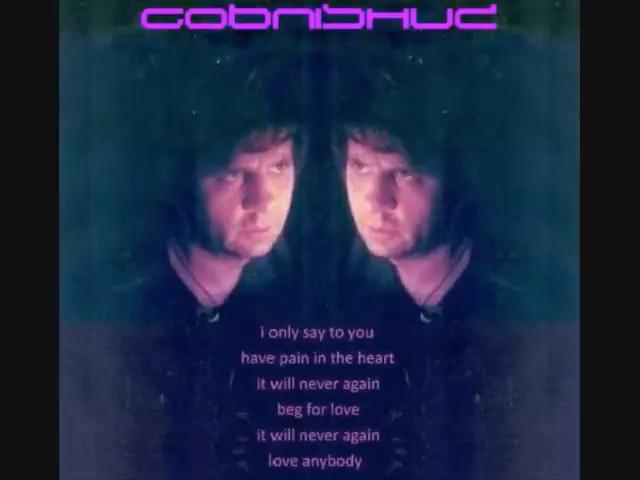 cobnishud
i only say to you
have pain in the heart
it will never again
beg for love
it will never again
love anybody